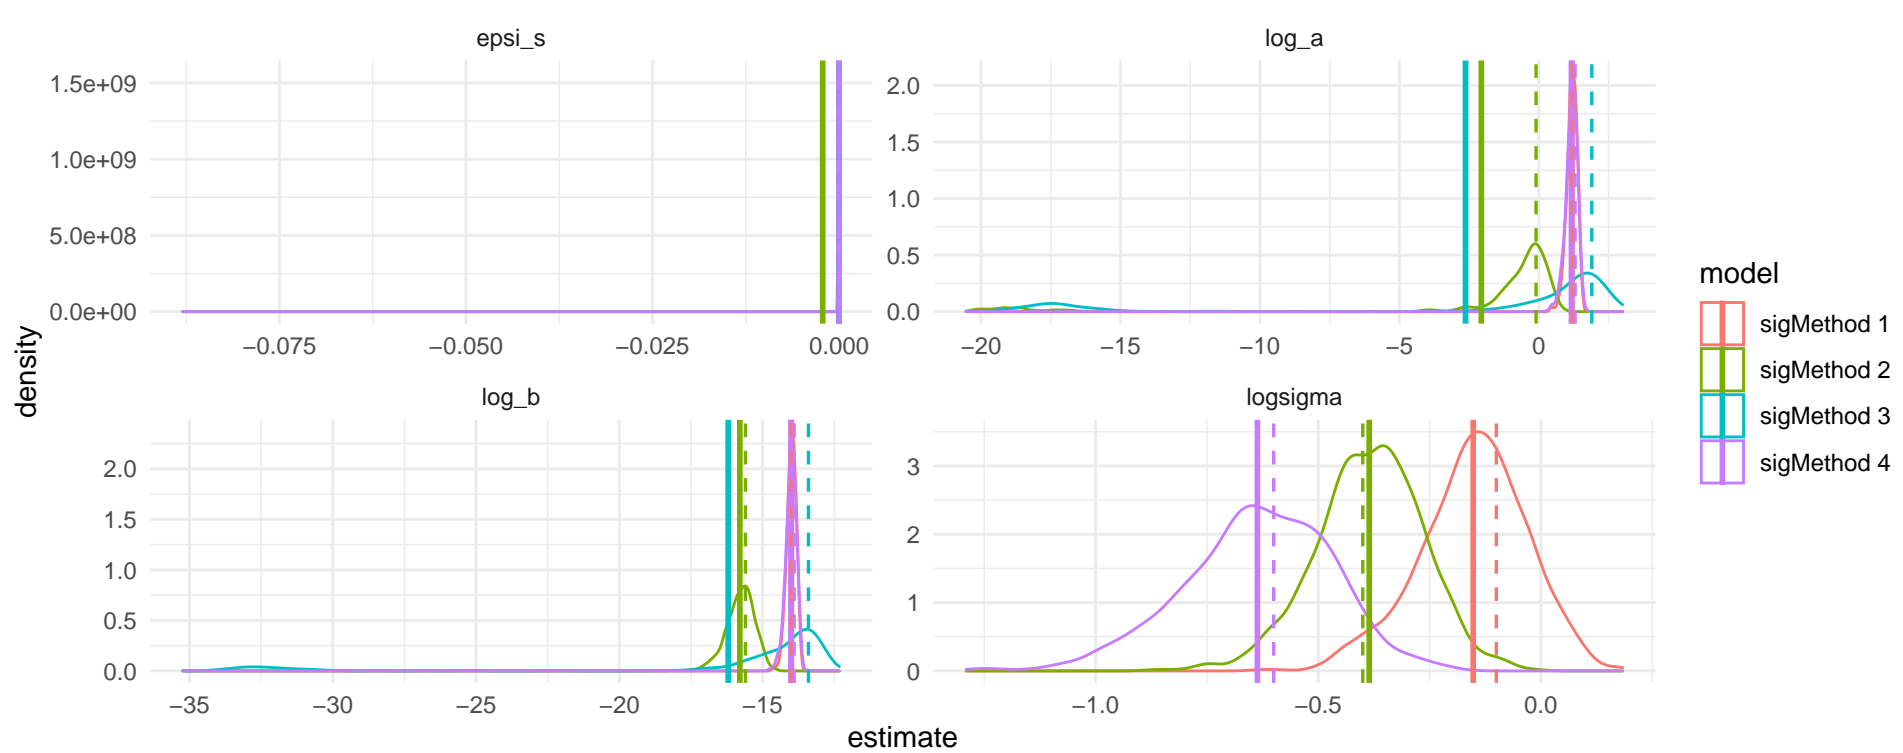 epsi_s
log_a
1.5e+09
1.0e+09
5.0e+08
0.0e+00
−0.075 −0.050 −0.025 0.000
2.0
1.5
1.0
0.5
0.0
−20 −15 −10 −5 0
log_b
logsigma
2.0
1.5
1.0
0.5
0.0
−35 −30 −25 −20 −15
3
2
1
0
−1.0 −0.5 0.0
density
estimate
model
sigMethod 1
sigMethod 2
sigMethod 3
sigMethod 4